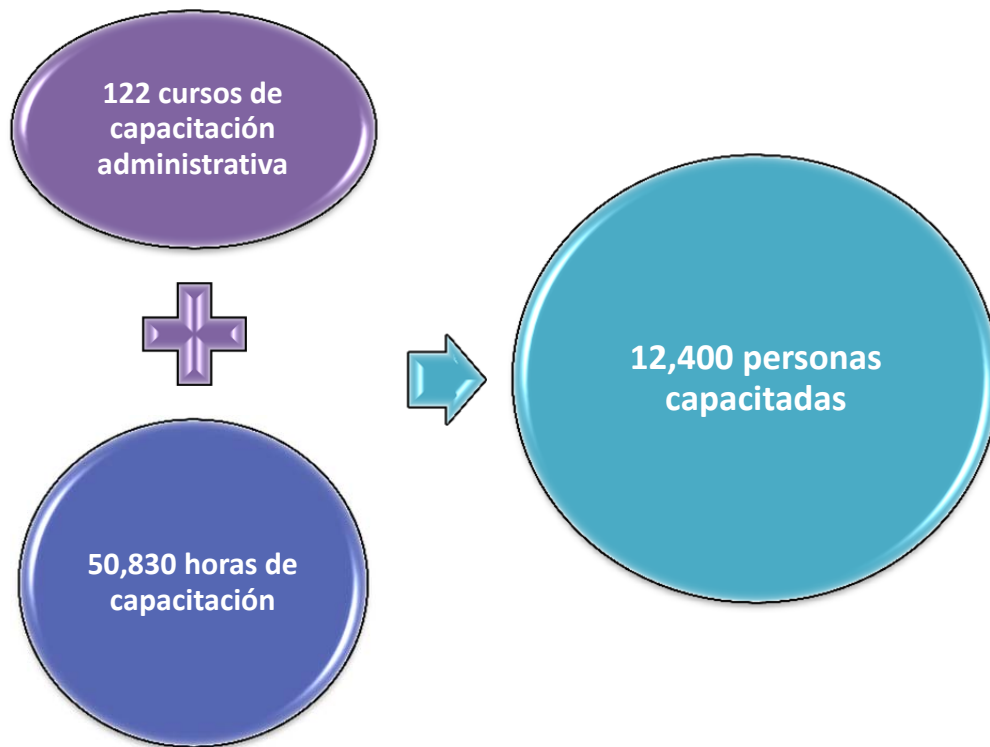 122 cursos de
capacitación
administrativa
50,830 horas de
capacitación
12,400 personas
capacitadas